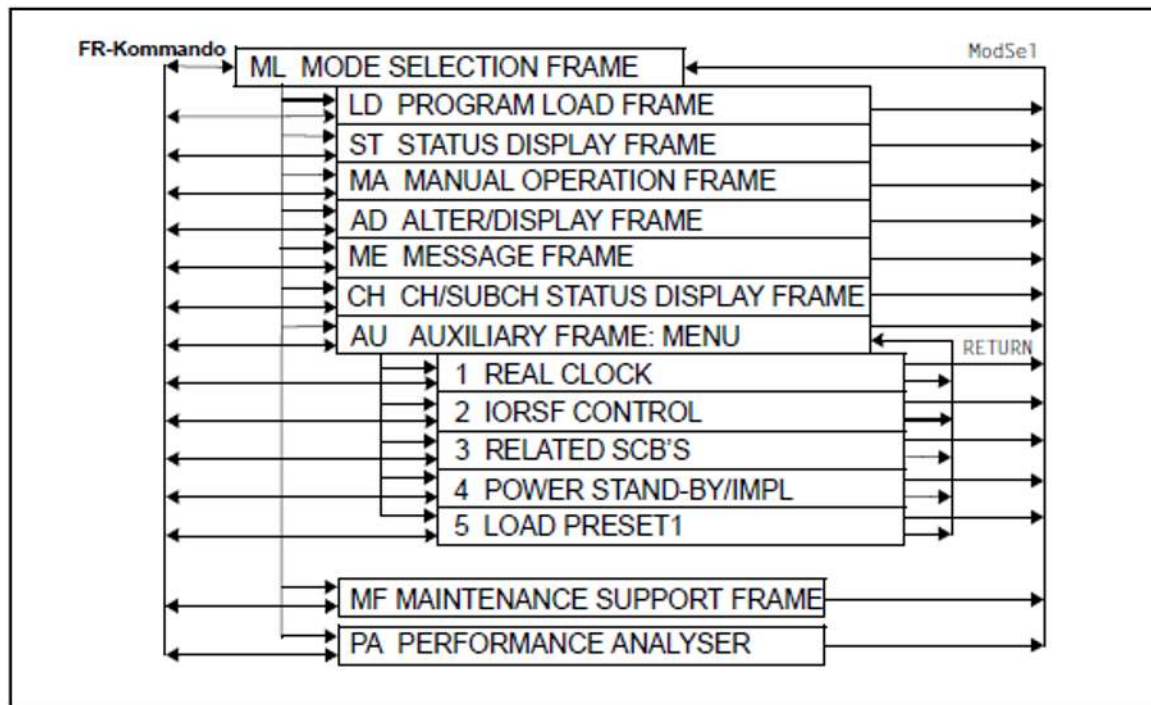 FR-Kommando
ModSel
ML MODE SELECTION FRAME
LD PROGRAM LOAD FRAME
ST STATUS DISPLAY FRAME
MA MANUAL OPERATION FRAME
AD ALTER/DISPLAY FRAME
ME MESSAGE FRAME
CH CH/SUBCH STATUS DISPLAY FRAME
AU AUXILIARY FRAME: MENU
RETURN
1 REAL CLOCK
2 IORSF CONTROL
3 RELATED SCB'S
4 POWER STAND-BY/IMPL
5 LOAD PRESET1
MF MAINTENANCE SUPPORT FRAME
PA PERFORMANCE ANALYSER